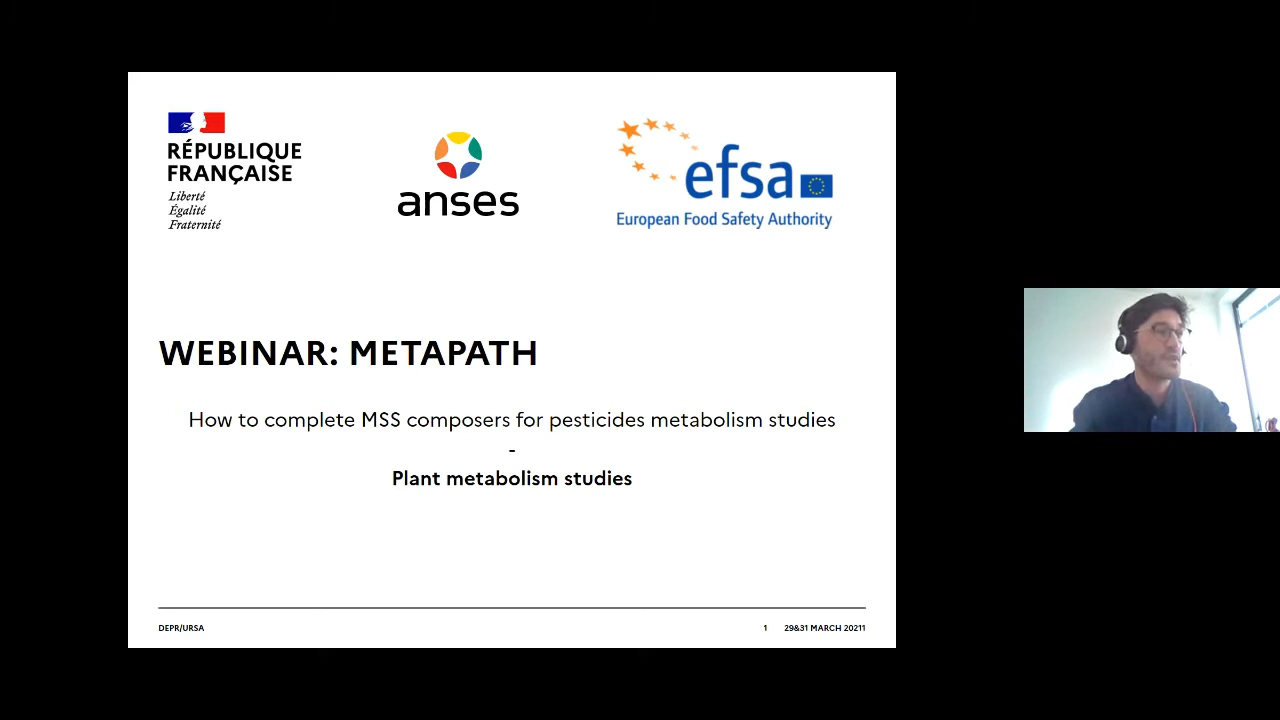 RÉPUBLIQUE
FRANÇAISE
Liberté
Égalité
Fraternité
anses
efsa
European Food Safety Authority
WEBINAR: METAPATH
How to complete MSS composers for pesticides metabolism studies
-
Plant metabolism studies
DEPR/URSA
1 29&31 MARCH 20211